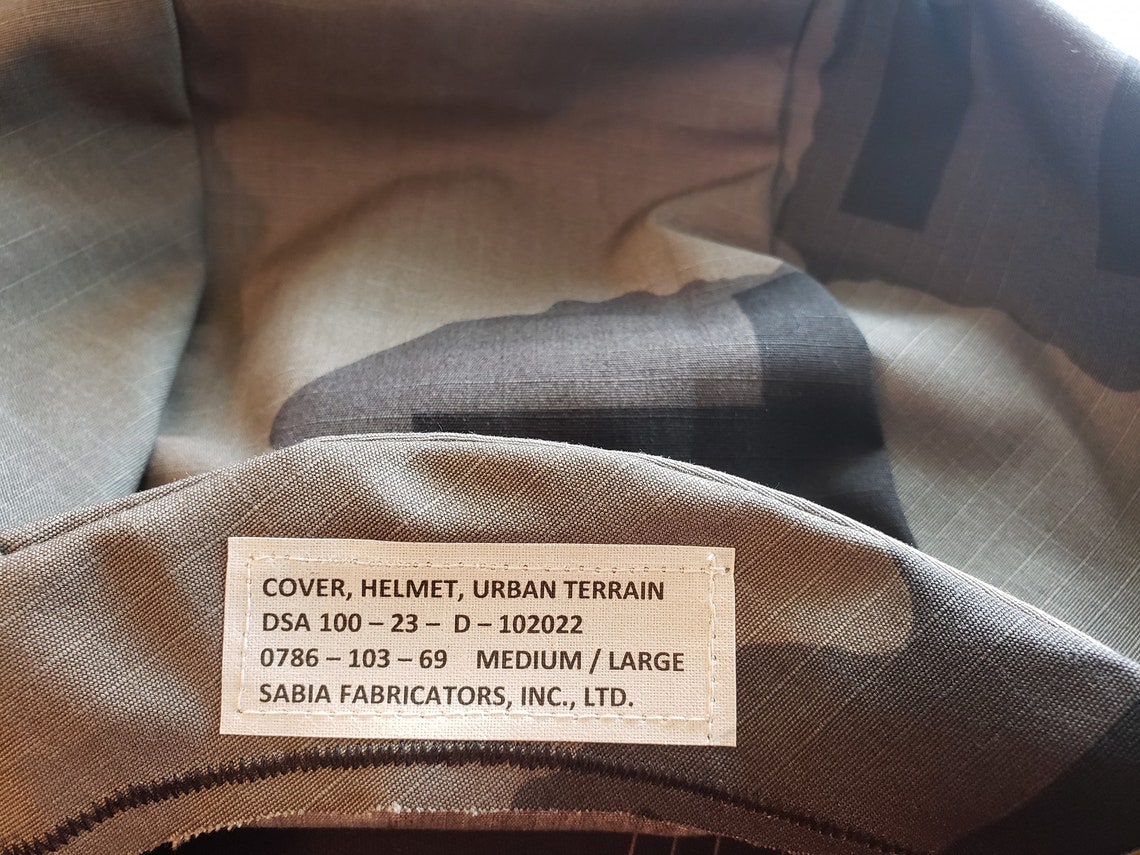 COVER, HELMET, URBAN TERRAIN
DSA 100 – 23 – D – 102022
0786 – 103 – 69 MEDIUM / LARGE
SABIA FABRICATORS, INC., LTD.